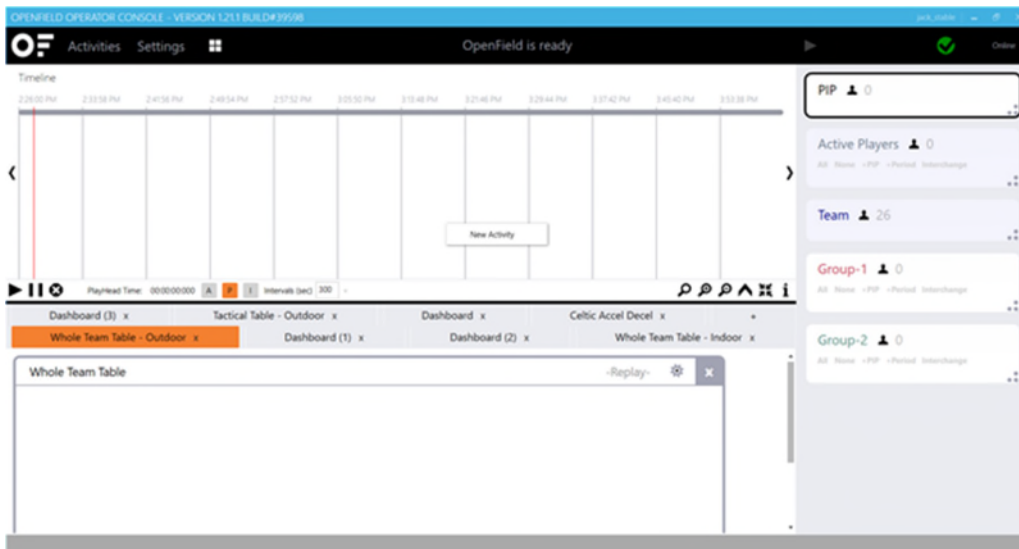 OPENFIELD OPERATOR CONSOLE - VERSION 1.21.1 BUILD#39598
OF Activities Settings OpenField is ready Online
Timeline
2:26:00 PM 2:33:58 PM 2:41:56 PM 2:49:54 PM 2:57:52 PM 3:05:50 PM 3:13:48 PM 3:21:46 PM 3:29:44 PM 3:37:42 PM 3:45:40 PM 3:53:38 PM
New Activity
PlayHead Time: 00:00:00:000 A P I Intervals (sec) 300
Dashboard (3) x Tactical Table - Outdoor x Dashboard x Celtic Accel Decel x
Whole Team Table - Outdoor x Dashboard (1) x Dashboard (2) x Whole Team Table - Indoor x
Whole Team Table -Replay- x
PIP 0
Active Players 0
All None +PIP +Period Interchange
Team 26
Group-1 0
All None +PIP +Period Interchange
Group-2 0
All None +PIP +Period Interchange